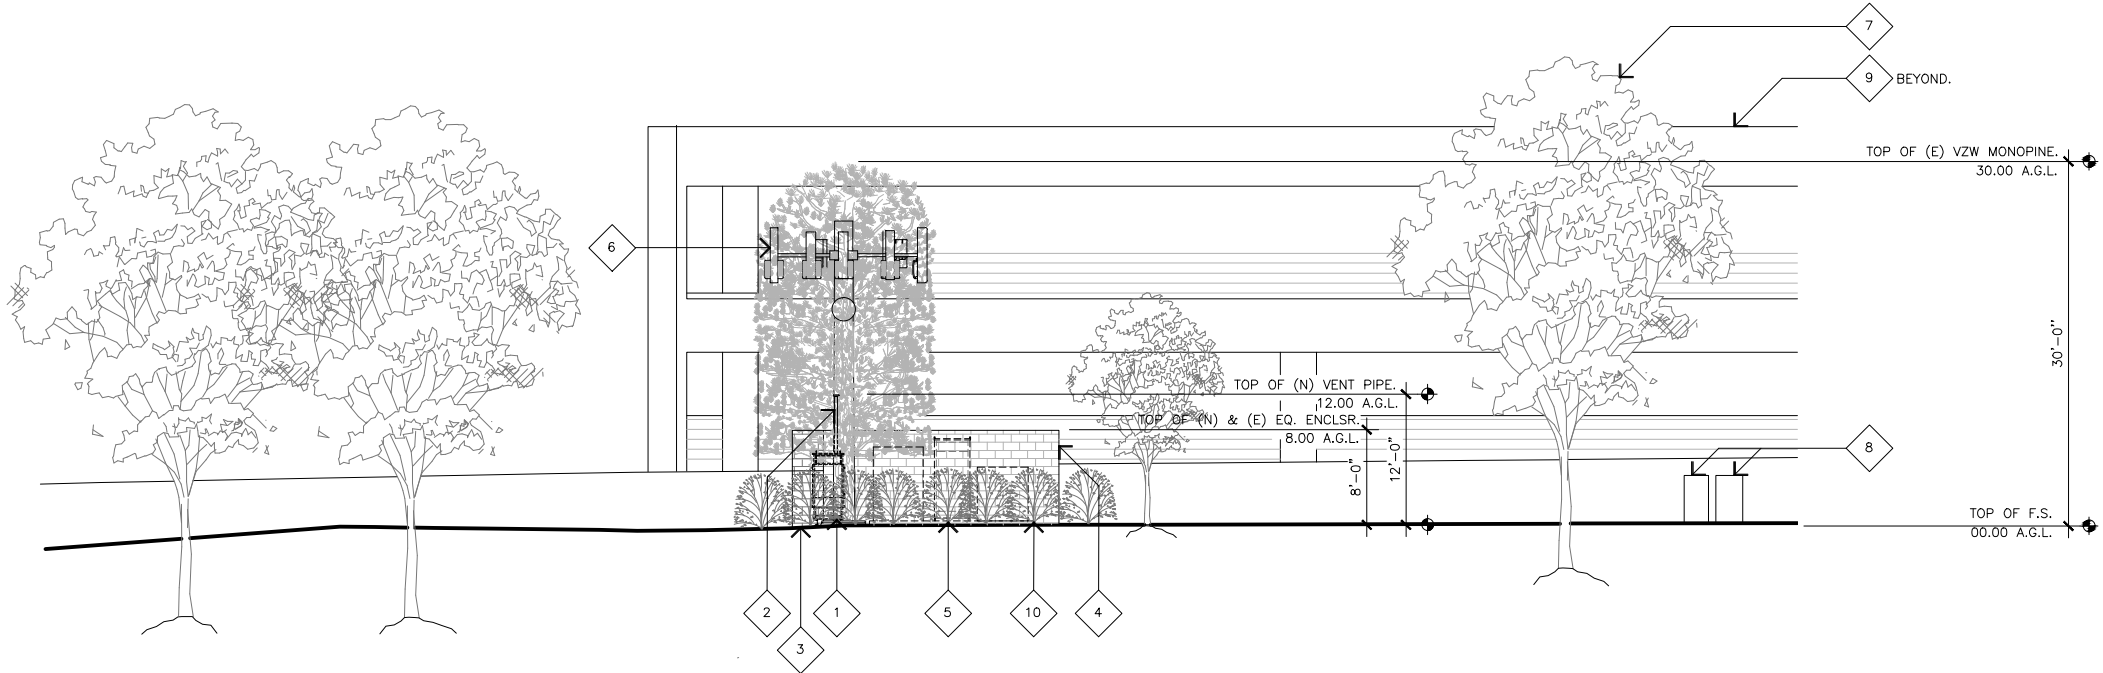 7
9 BEYOND.
TOP OF (E) VZW MONOPINE.
30.00 A.G.L.
6
30'-0"
TOP OF (N) VENT PIPE.
12.00 A.G.L.
TOP OF (N) & (E) EQ. ENCLSR.
8.00 A.G.L.
8'-0"
12'-0"
8
TOP OF F.S.
00.00 A.G.L.
2
1
5
10
4
3